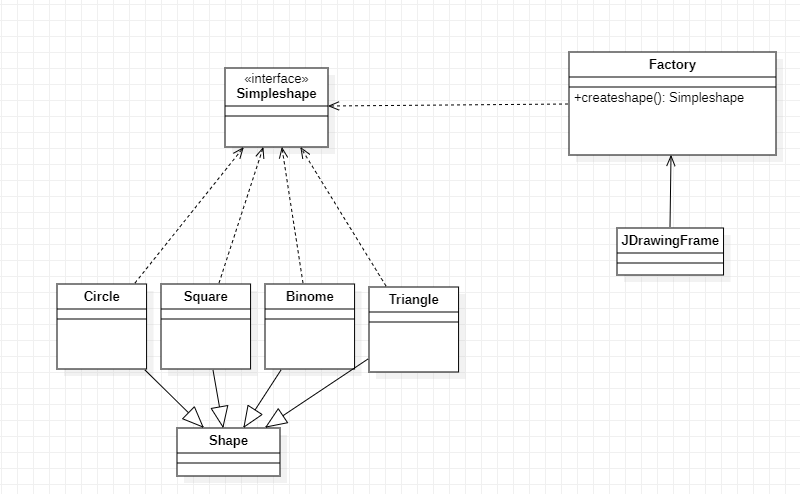 «interface»
Simpleshape
Factory
+createshape(): Simpleshape
JDrawingFrame
Circle
Square
Binome
Triangle
Shape